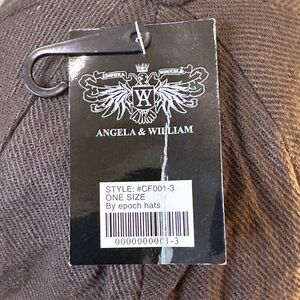 ANGELA & WILLIAM
STYLE: #CF001-3
ONE SIZE
By epoch hats
0000000001-3